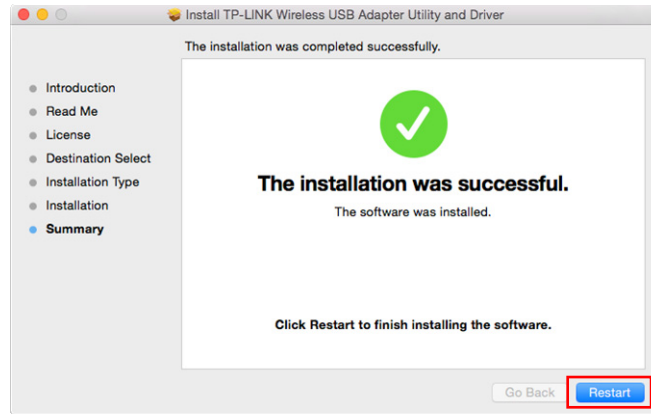 Install TP-LINK Wireless USB Adapter Utility and Driver
The installation was completed successfully.
Introduction
Read Me
License
Destination Select
Installation Type
Installation
Summary
The installation was successful.
The software was installed.
Click Restart to finish installing the software.
Go Back
Restart